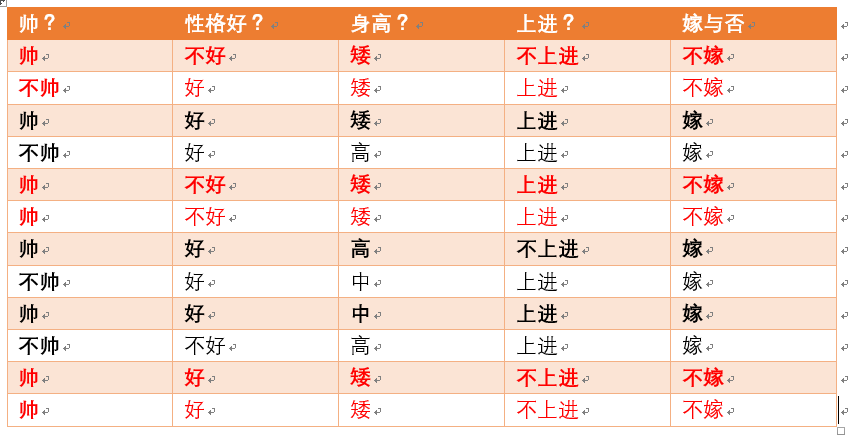 帅？ 性格好？ 身高？ 上进？ 嫁与否
帅 不好 矮 不上进 不嫁
不帅 好 矮 上进 不嫁
帅 好 矮 上进 嫁
不帅 好 高 上进 嫁
帅 不好 矮 上进 不嫁
帅 不好 矮 上进 不嫁
帅 好 高 不上进 嫁
不帅 好 中 上进 嫁
帅 好 中 上进 嫁
不帅 不好 高 上进 嫁
帅 好 矮 不上进 不嫁
帅 好 矮 不上进 不嫁